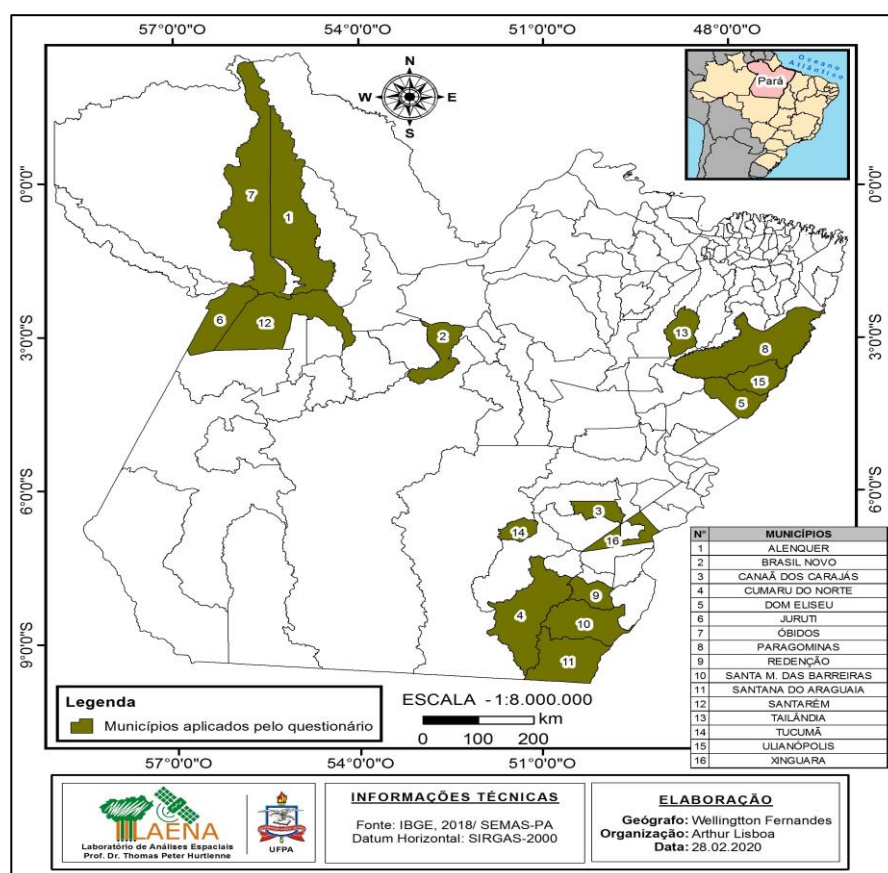 57°0'0"O 54°0'0"O 51°0'0"O 48°0'0"O
N
W E
S
Oceano
Atlântico
Pará
0°0'0" 0°0'0"
7
1
6
12
3°0'0"S 3°0'0"S
2
13
8
15
5
6°0'0"S 6°0'0"S
3
14
16
9
4
10
11
9°0'0"S
N° MUNICÍPIOS
1 ALENQUER
2 BRASIL NOVO
3 CANAÃ DOS CARAJÁS
4 CUMARU DO NORTE
5 DOM ELISEU
6 JURUTI
7 ÓBIDOS
8 PARAGOMINAS
9 REDENÇÃO
10 SANTA M. DAS BARREIRAS
11 SANTANA DO ARAGUAIA
12 SANTARÉM
13 TAILÂNDIA
14 TUCUMÃ
15 ULIANÓPOLIS
16 XINGUARA
Legenda
Municípios aplicados pelo questionário
ESCALA - 1:8.000.000
km
0 100 200
57°0'0"O 54°0'0"O 51°0'0"O
LAENA
Laboratório de Análises Espaciais
Prof. Dr. Thomas Peter Hurtienne
UFPA
INFORMAÇÕES TÉCNICAS
Fonte: IBGE, 2018/ SEMAS-PA
Datum Horizontal: SIRGAS-2000
ELABORAÇÃO
Geógrafo: Wellingtton Fernandes
Organização: Arthur Lisboa
Data: 28.02.2020